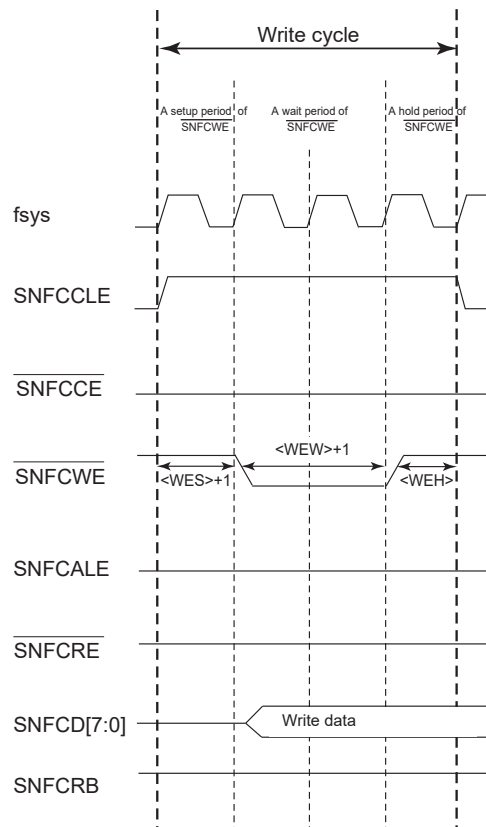 Write cycle
A setup period of
SNFCWE
A wait period of
SNFCWE
A hold period of
SNFCWE
fsys
SNFCCLE
SNFCCE
SNFCWE
<WES>+1
<WEW>+1
<WEH>
SNFCALE
SNFCRE
SNFCD[7:0]
Write data
SNFCRB